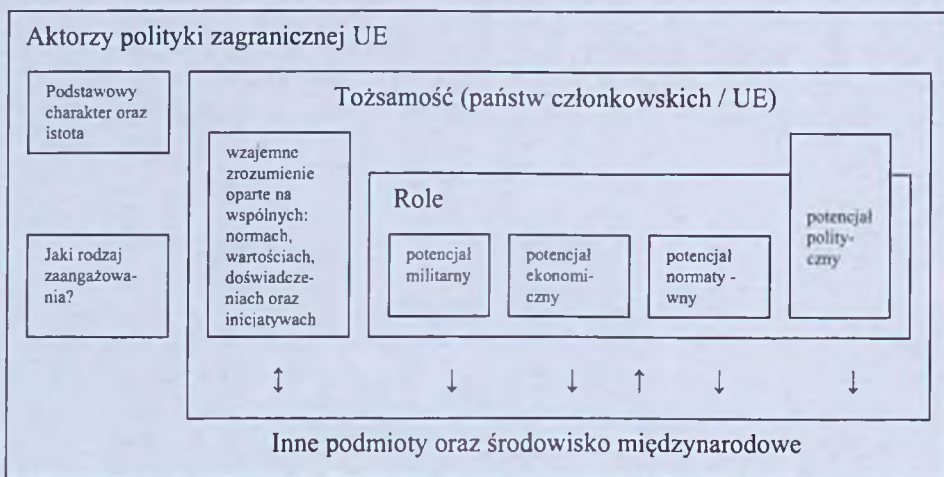 Aktorzy polityki zagranicznej UE
Podstawowy
charakter oraz
istota
Jaki rodzaj
zaangażowa-
nia?
Tożsamość (państw członkowskich / UE)
wzajemne
zrozumienie
oparte na
wspólnych:
normach,
wartościach,
doświadcze-
niach oraz
inicjatywach
Role
potencjał
militarny
potencjał
ekonomi-
czny
potencjał
normaty - 
wny
potencjał
polity-
czny
Inne podmioty oraz środowisko międzynarodowe